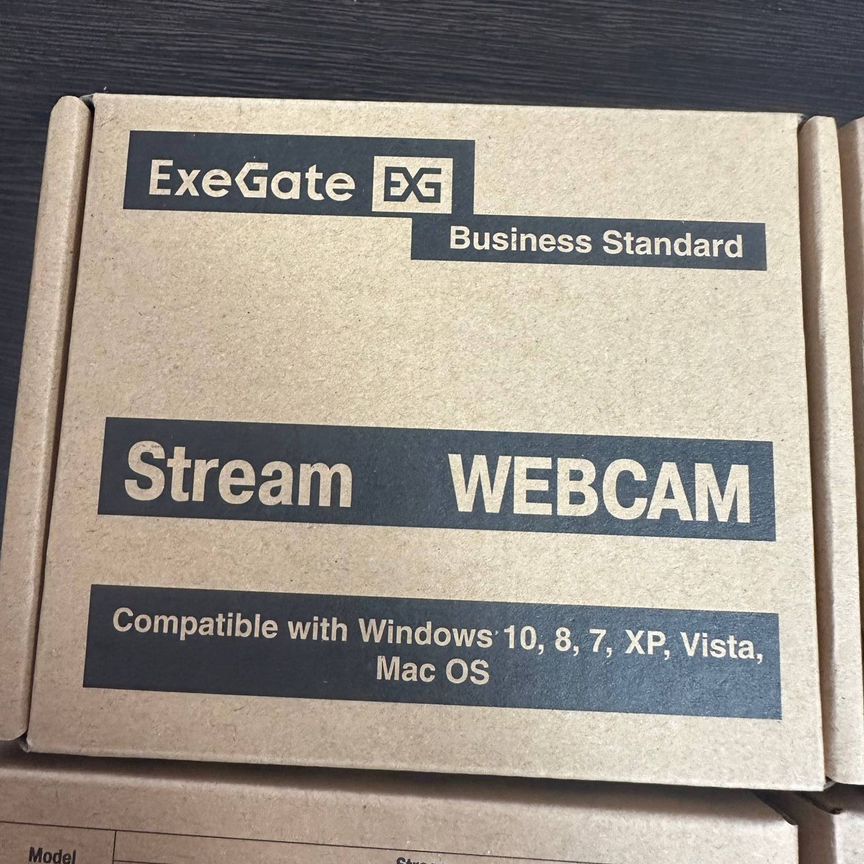 ExeGate EXG
Business Standard
Stream WEBCAM
Compatible with Windows 10, 8, 7, XP, Vista,
Mac OS
Model